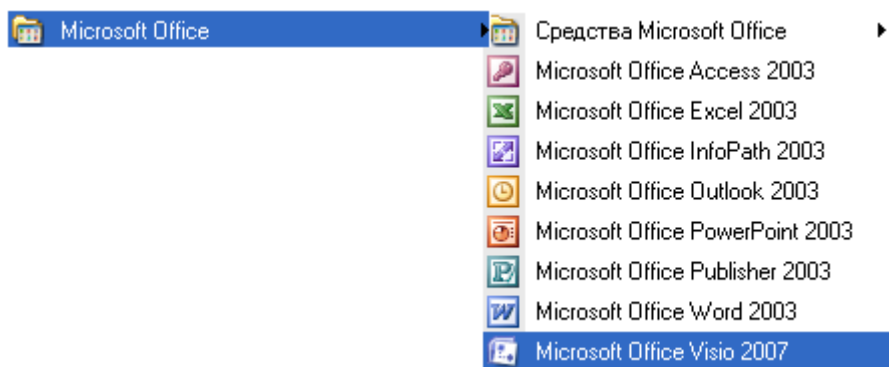 Microsoft Office
Средства Microsoft Office
Microsoft Office Access 2003
Microsoft Office Excel 2003
Microsoft Office InfoPath 2003
Microsoft Office Outlook 2003
Microsoft Office PowerPoint 2003
Microsoft Office Publisher 2003
Microsoft Office Word 2003
Microsoft Office Visio 2007